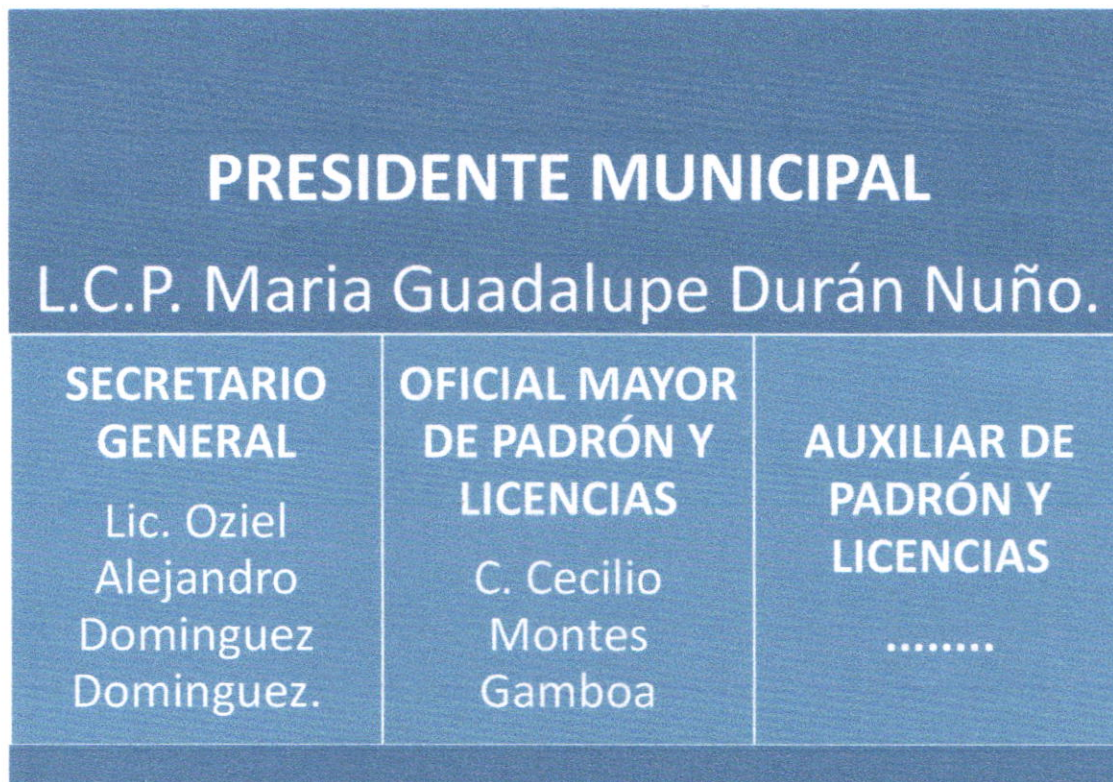 PRESIDENTE MUNICIPAL
L.C.P. Maria Guadalupe Durán Nuño.
SECRETARIO
GENERAL
Lic. Oziel
Alejandro
Dominguez
Dominguez.
OFICIAL MAYOR
DE PADRÓN Y
LICENCIAS
C. Cecilio
Montes
Gamboa
AUXILIAR DE
PADRÓN Y
LICENCIAS
........